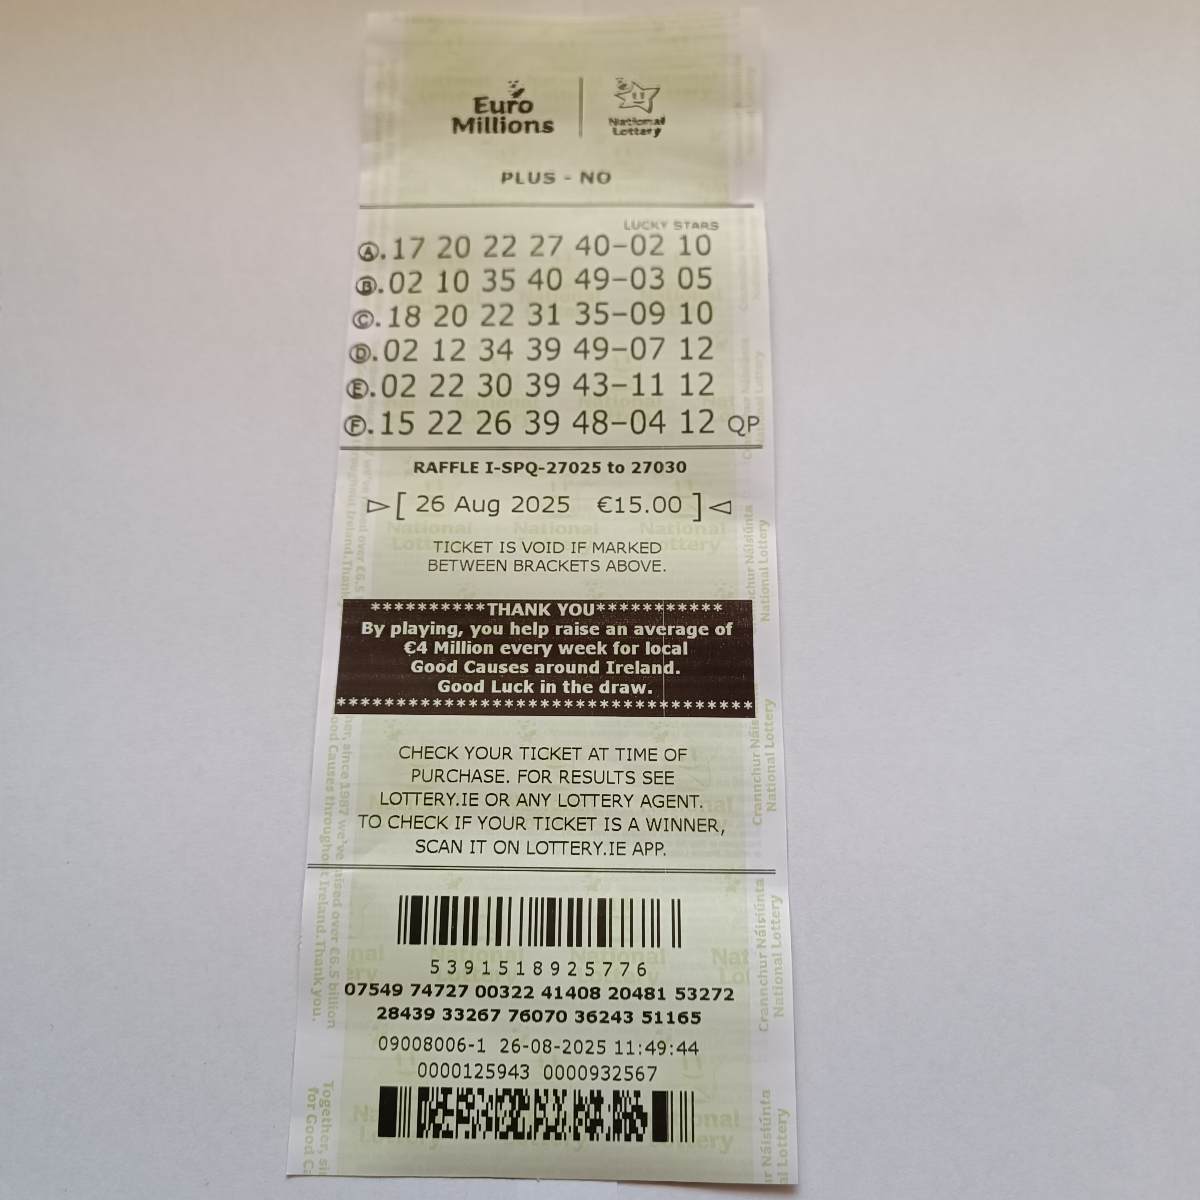 Euro
Millions
National
Lottery
PLUS - NO
LUCKY STARS
A. 17 20 22 27 40-02 10
B. 02 10 35 40 49-03 05
C. 18 20 22 31 35-09 10
D. 02 12 34 39 49-07 12
E. 02 22 30 39 43-11 12
F. 15 22 26 39 48-04 12 QP
RAFFLE I-SPQ-27025 to 27030
[ 26 Aug 2025 €15.00 ]
TICKET IS VOID IF MARKED
BETWEEN BRACKETS ABOVE.
**********THANK YOU***********
By playing, you help raise an average of
€4 Million every week for local
Good Causes around Ireland.
Good Luck in the draw.
***********************************
CHECK YOUR TICKET AT TIME OF
PURCHASE. FOR RESULTS SEE
LOTTERY.IE OR ANY LOTTERY AGENT.
TO CHECK IF YOUR TICKET IS A WINNER,
SCAN IT ON LOTTERY.IE APP.
5391518925776
07549 74727 00322 41408 20481 53272
28439 33267 76070 36243 51165
09008006-1 26-08-2025 11:49:44
0000125943 0000932567
Crannchur Náisiúnta
National Lottery